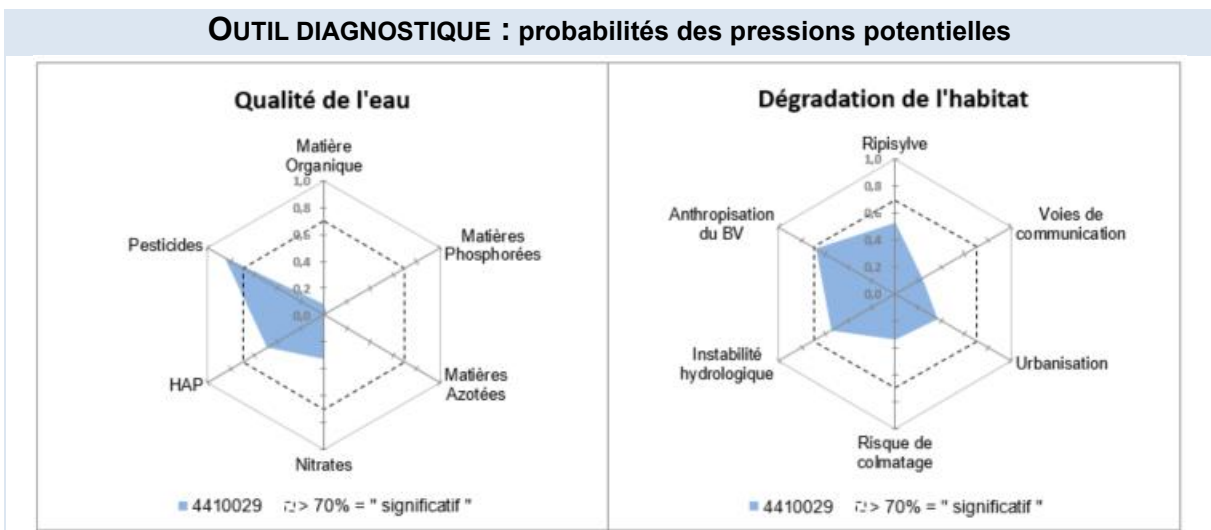 OUTIL DIAGNOSTIQUE : probabilités des pressions potentielles
Qualité de l'eau
Matière
Organique
1,0
0,8
0,6
0,4
0,2
0,0
Matières
Phosphorées
Matières
Azotées
Nitrates
HAP
Pesticides
4410029 > 70% = " significatif "
Dégradation de l'habitat
Ripisylve
1,0
0,8
0,6
0,4
0,2
0,0
Voies de
communication
Urbanisation
Risque de
colmatage
Instabilité
hydrologique
Anthropisation
du BV
4410029 > 70% = " significatif "